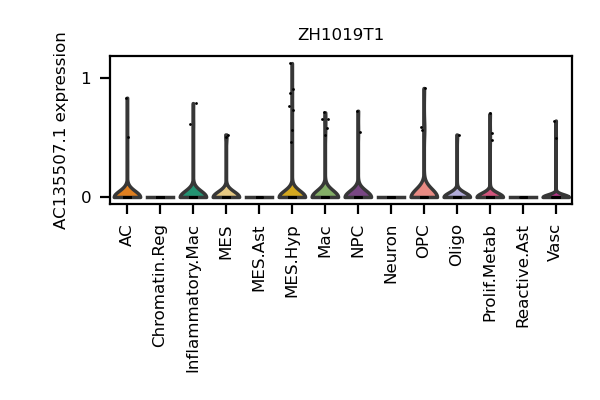 ZH1019T1
AC135507.1 expression
1
0
AC
Chromatin.Reg
Inflammatory.Mac
MES
MES.Ast
MES.Hyp
Mac
NPC
Neuron
OPC
Oligo
Prolif.Metab
Reactive.Ast
Vasc